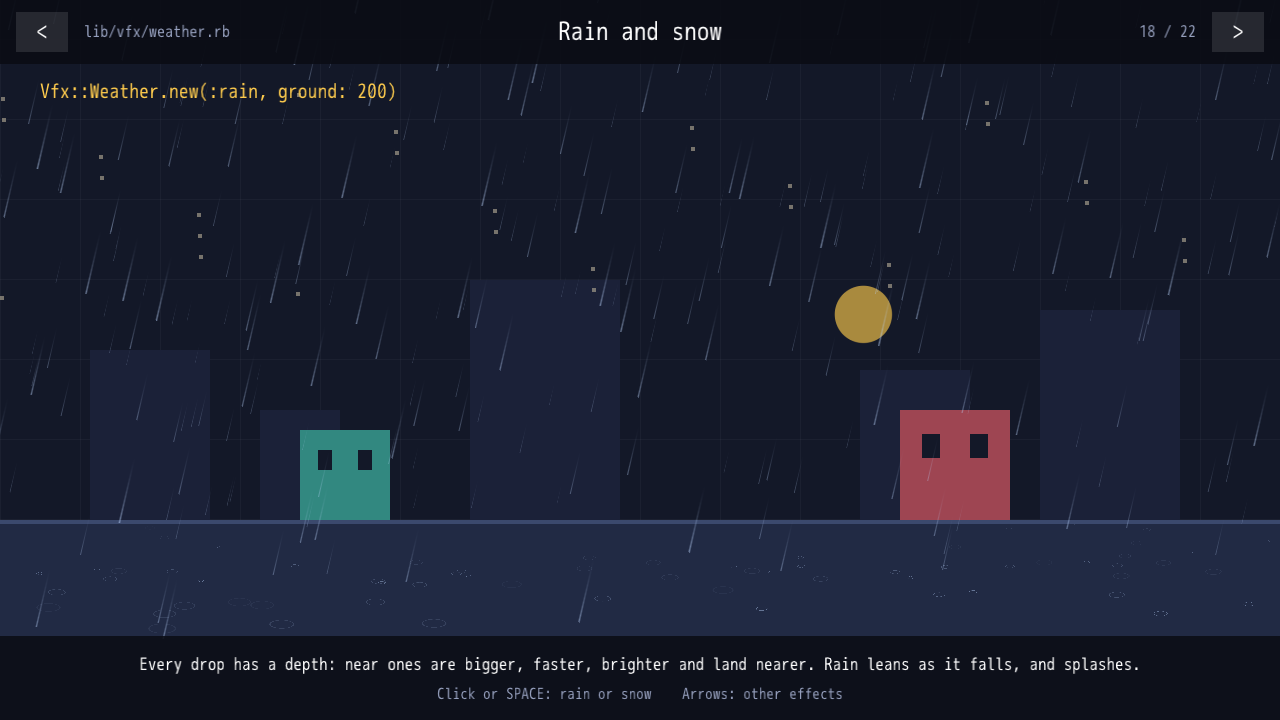 <
lib/vfx/weather.rb
Rain and snow
18 / 22
>
Vfx::Weather.new(:rain, ground: 200)
Every drop has a depth: near ones are bigger, faster, brighter and land nearer. Rain leans as it falls, and splashes.
Click or SPACE: rain or snow    Arrows: other effects